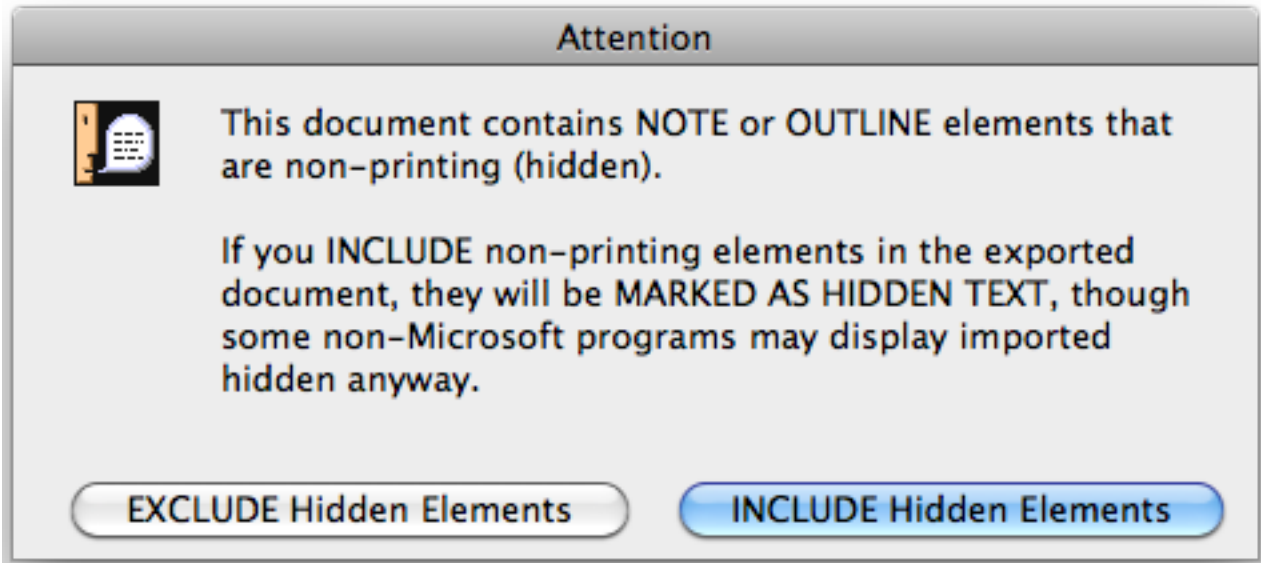 Attention
This document contains NOTE or OUTLINE elements that
are non-printing (hidden).
If you INCLUDE non-printing elements in the exported
document, they will be MARKED AS HIDDEN TEXT, though
some non-Microsoft programs may display imported
hidden anyway.
EXCLUDE Hidden Elements
INCLUDE Hidden Elements